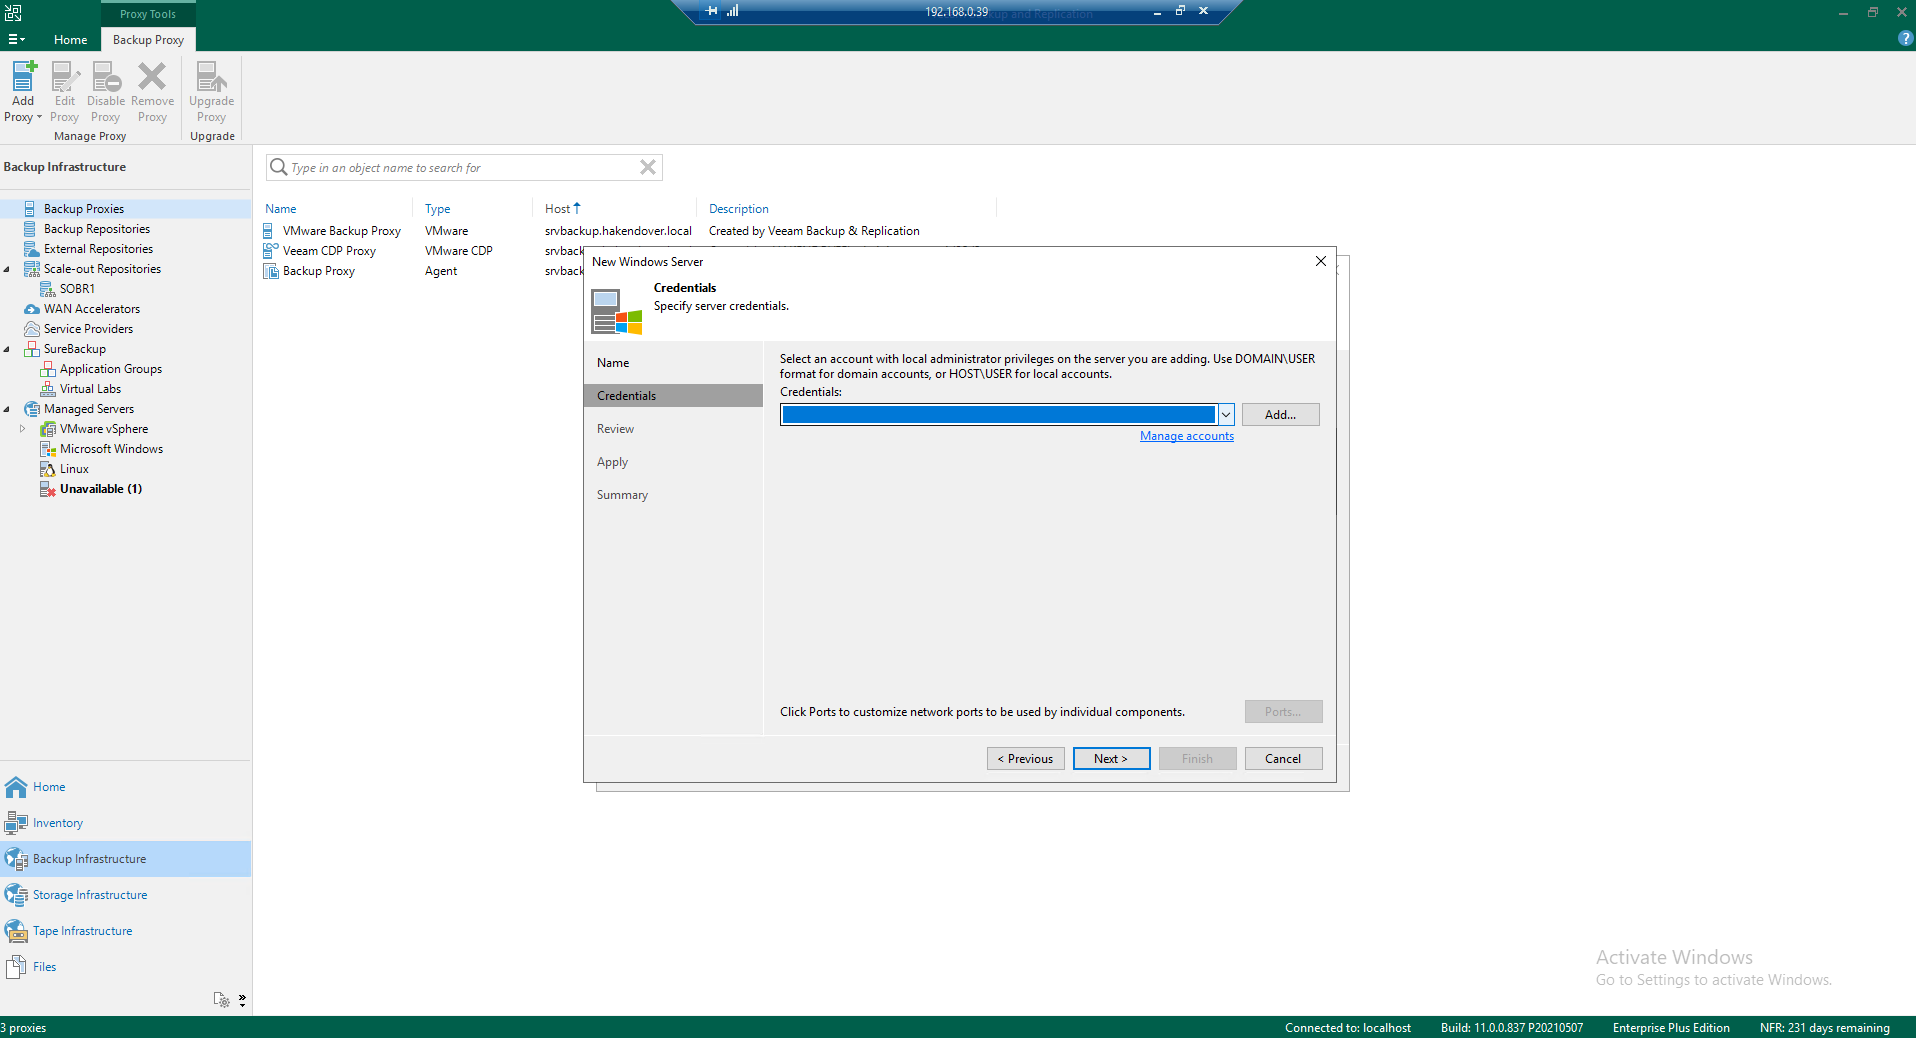 Proxy Tools
192.168.0.39
up and Replication
Home
Backup Proxy
Add
Proxy
Edit
Proxy
Disable
Proxy
Remove
Proxy
Upgrade
Proxy
Manage Proxy
Upgrade
Backup Infrastructure
Type in an object name to search for
Backup Proxies
Backup Repositories
External Repositories
Scale-out Repositories
SOBR1
WAN Accelerators
Service Providers
SureBackup
Application Groups
Virtual Labs
Managed Servers
VMware vSphere
Microsoft Windows
Linux
Unavailable (1)
Name Type Host Description
VMware Backup Proxy VMware srvbackup.hakendover.local Created by Veeam Backup & Replication
Veeam CDP Proxy VMware CDP srvback
Backup Proxy Agent srvback
New Windows Server
Credentials
Specify server credentials.
Name
Credentials
Review
Apply
Summary
Select an account with local administrator privileges on the server you are adding. Use DOMAIN\USER
format for domain accounts, or HOST\USER for local accounts.
Credentials:
Add...
Manage accounts
Click Ports to customize network ports to be used by individual components.
Ports...
< Previous
Next >
Finish
Cancel
Home
Inventory
Backup Infrastructure
Storage Infrastructure
Tape Infrastructure
Files
Activate Windows
Go to Settings to activate Windows.
3 proxies
Connected to: localhost
Build: 11.0.0.837 P20210507
Enterprise Plus Edition
NFR: 231 days remaining